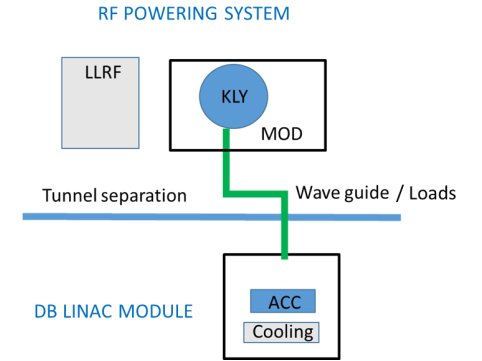 RF POWERING SYSTEM
LLRF
KLY
MOD
Tunnel separation
Wave guide / Loads
DB LINAC MODULE
ACC
Cooling